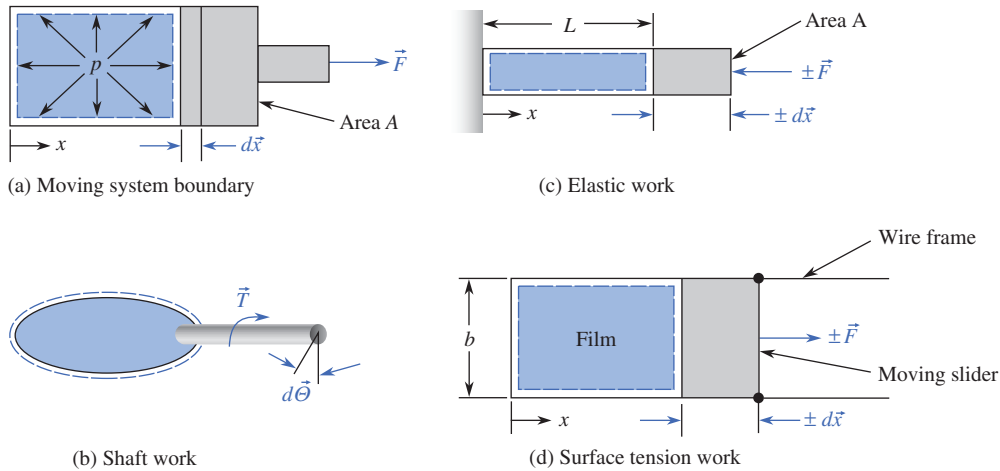 p
F⃗
Area A
x
dx⃗
(a) Moving system boundary
L
Area A
± F⃗
x
± dx⃗
(c) Elastic work
T⃗
dΘ⃗
(b) Shaft work
Wire frame
b
Film
± F⃗
Moving slider
x
± dx⃗
(d) Surface tension work